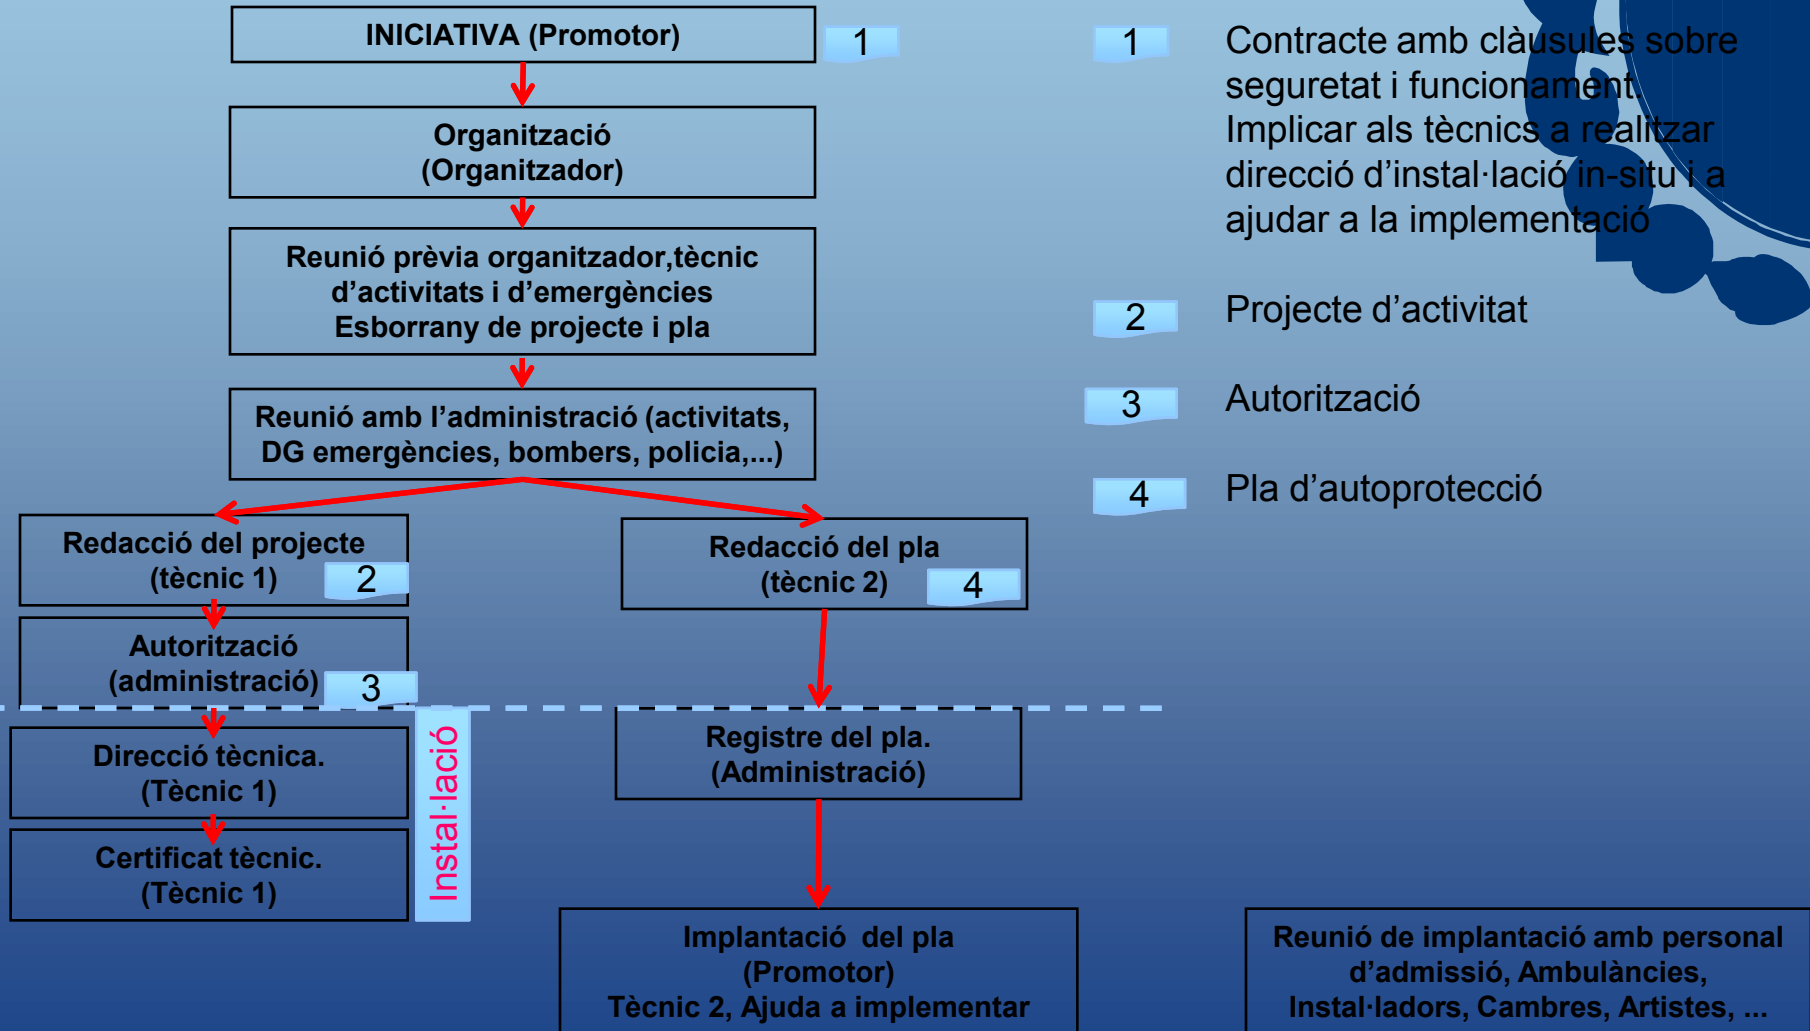 INICIATIVA (Promotor)
1
Organització
(Organitzador)
Reunió prèvia organitzador,tècnic
d’activitats i d’emergències
Esborrany de projecte i pla
Reunió amb l’administració (activitats,
DG emergències, bombers, policia,...)
Redacció del projecte
(tècnic 1)
2
Autorització
(administració)
3
Direcció tècnica.
(Tècnic 1)
Certificat tècnic.
(Tècnic 1)
Instal·lació
Redacció del pla
(tècnic 2)
4
Registre del pla.
(Administració)
Implantació del pla
(Promotor)
Tècnic 2, Ajuda a implementar
1
Contracte amb clàusules sobre
seguretat i funcionament.
Implicar als tècnics a realitzar
direcció d’instal·lació in-situ i a
ajudar a la implementació
2
Projecte d’activitat
3
Autorització
4
Pla d’autoprotecció
Reunió de implantació amb personal
d’admissió, Ambulàncies,
Instal·ladors, Cambres, Artistes, ...